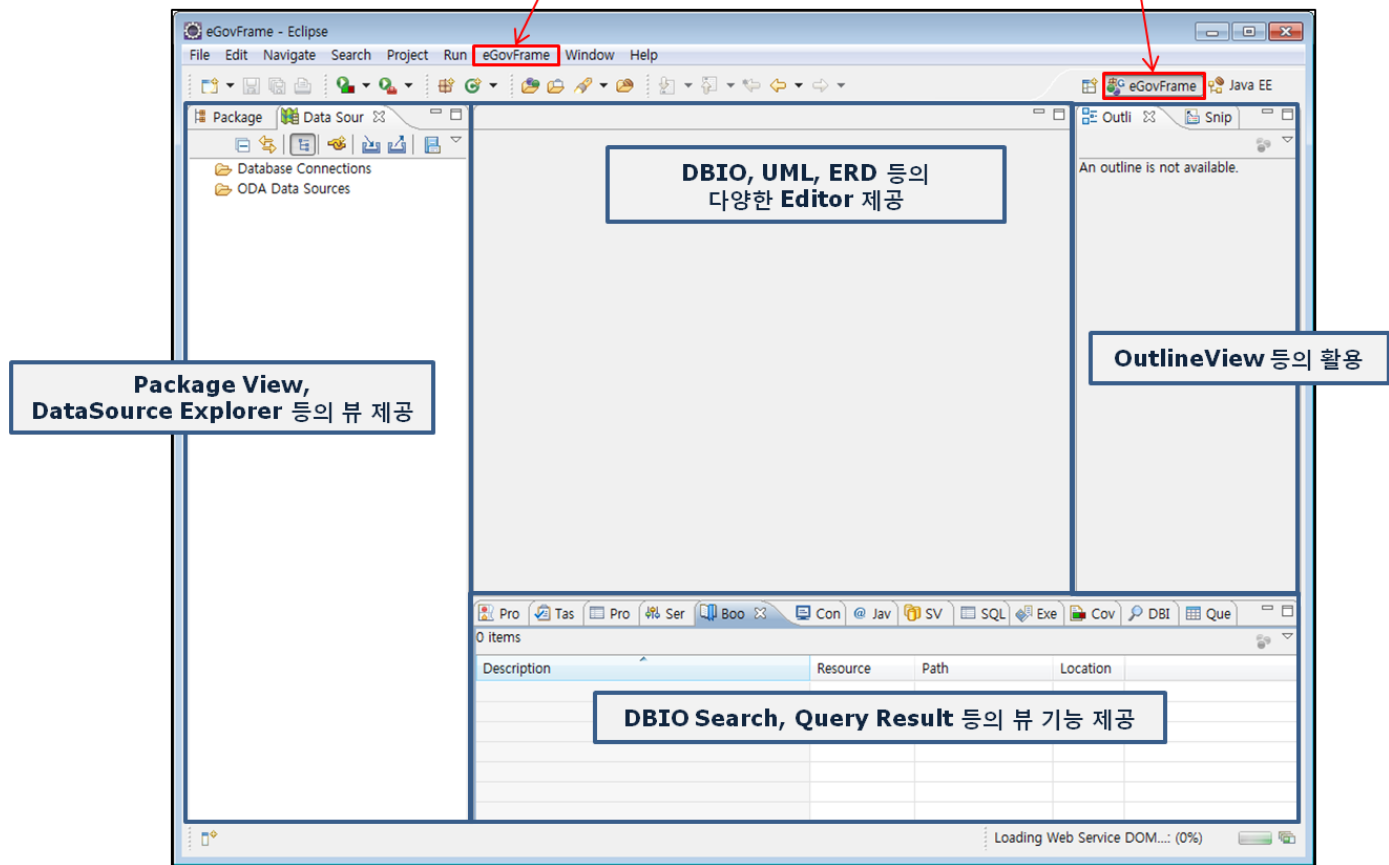 eGovFrame - Eclipse
File Edit Navigate Search Project Run eGovFrame Window Help
eGovFrame Java EE
Package Data Sour
Outli Snip
Database Connections
ODA Data Sources
An outline is not available.
DBIO, UML, ERD 등의
다양한 Editor 제공
OutlineView 등의 활용
Package View,
DataSource Explorer 등의 뷰 제공
Pro Tas Pro Ser Boo Con Jav SV SQL Exe Cov DBI Que
0 items
Description Resource Path Location
DBIO Search, Query Result 등의 뷰 기능 제공
Loading Web Service DOM...: (0%)